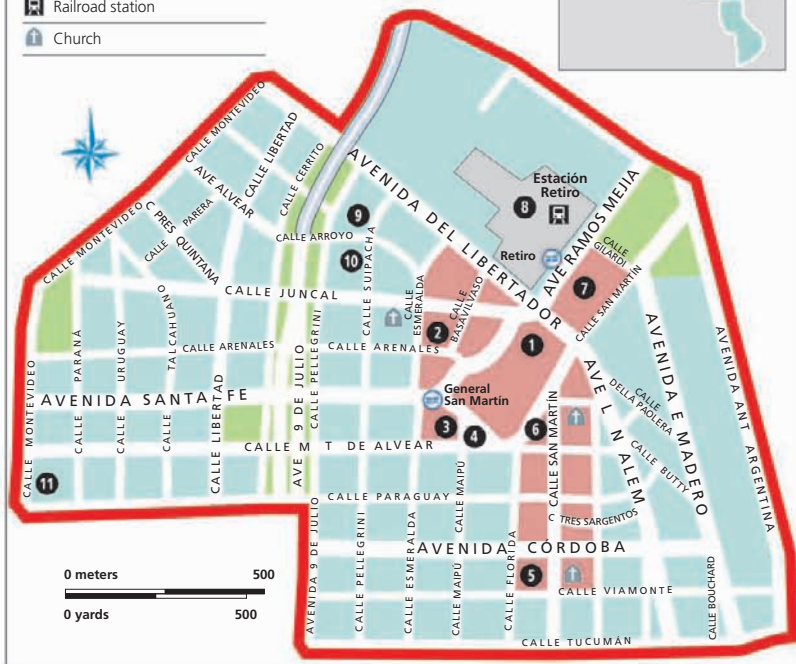 Railroad station
Church
CALLE MONTEVIDEO
CALLE LIBERTAD
CALLE CERRITO
AVE ALVEAR
AVENIDA DEL LIBERTADOR
Estación
Retiro
8
AVE RAMOS MEJIA
CALLE MONTEVIDEO
C PRES QUINTANA
CALLE PARERA
9
CALLE ARROYO
10
CALLE SUIPACHA
Retiro
CALLE
GILARDI
7
CALLE SAN MARTÍN
CALLE JUNCAL
CALLE
ESMERALDA
CALLE
BASAVILVASO
2
1
TALCAHUANO
CALLE
CALLE URUGUAY
CALLE PARANÁ
CALLE ARENALES
CALLE ARENALES
CALLE PELLEGRINI
AVE 9 DE JULIO
CALLE MONTEVIDEO
AVENIDA SANTA FE
CALLE LIBERTAD
General
San Martín
3
4
6
CALLE SAN MARTÍN
AVE L N ALEM
AVENIDA E MADERO
AVENIDA ANT ARGENTINA
CALLE
DELLA PAOLERA
CALLE M T DE ALVEAR
CALLE BUTTY
11
CALLE PARAGUAY
CALLE MAIPÚ
C TRES SARGENTOS
AVENIDA CÓRDOBA
AVENIDA 9 DE JULIO
CALLE PELLEGRINI
CALLE ESMERALDA
CALLE MAIPÚ
CALLE FLORIDA
5
CALLE VIAMONTE
CALLE BOUCHARD
CALLE TUCUMÁN
0 meters 500
0 yards 500